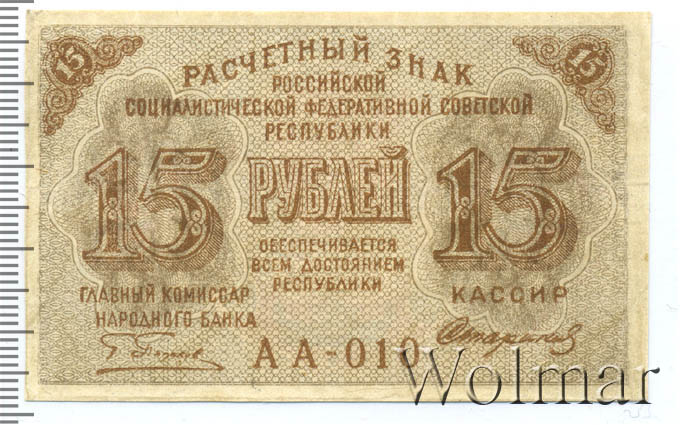 15 15
РАСЧЕТНЫЙ ЗНАК
РОССИЙСКОЙ
СОЦИАЛИСТИЧЕСКОЙ ФЕДЕРАТИВНОЙ СОВЕТСКОЙ
РЕСПУБЛИКИ
15 РУБЛЕЙ 15
ОБЕСПЕЧИВАЕТСЯ
ВСЕМ ДОСТОЯНИЕМ
РЕСПУБЛИКИ
ГЛАВНЫЙ КОМИССАР
НАРОДНОГО БАНКА
КАССИР
АА-010
Wolmar